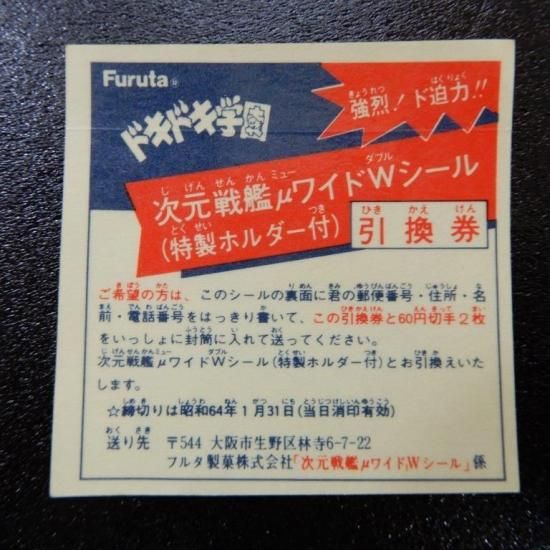 Furuta®
ドキドキ学園
強烈！ド迫力!!
次元戦艦μワイドWシール
(特製ホルダー付)
引換券
ご希望の方は、このシールの裏面に君の郵便番号・住所・名
前・電話番号をはっきり書いて、この引換券と60円切手2枚
をいっしょに封筒に入れて送ってください。
次元戦艦μワイドWシール(特製ホルダー付)とお引換えいた
します。
☆締切りは昭和64年1月31日(当日消印有効)
送り先 〒544 大阪市生野区林寺6-7-22
フルタ製菓株式会社「次元戦艦μワイドWシール」係